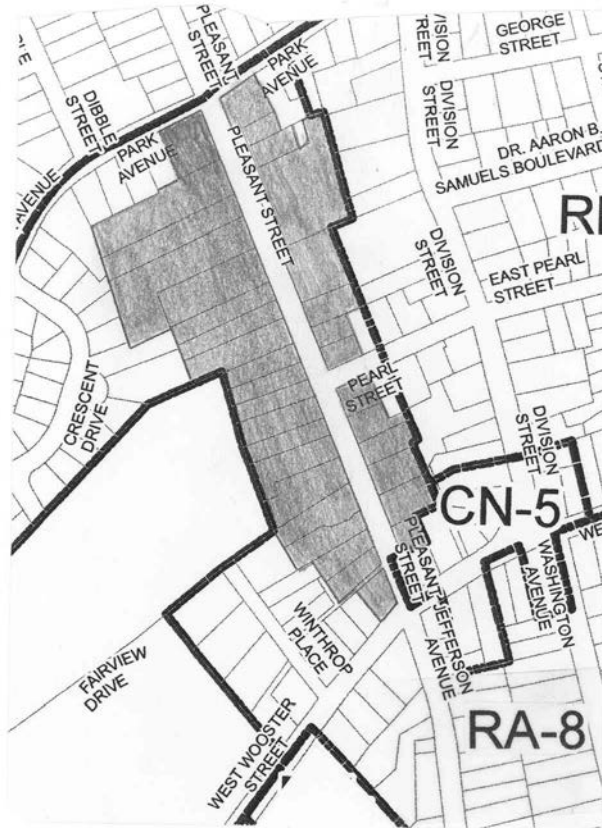 PLEASANT
STREET
PARK
AVENUE
DIVISION
STREET
GEORGE
STREET
DIBBLE
STREET
PARK
AVENUE
AVENUE
PLEASANT STREET
DIVISION
STREET
DR. AARON B.
SAMUELS BOULEVARD
DIVISION
STREET
EAST PEARL
STREET
CRESCENT
DRIVE
PEARL
STREET
DIVISION
STREET
CN-5
PLEASANT
STREET
WASHINGTON
AVENUE
WINTHROP
PLACE
JEFFERSON
AVENUE
FAIRVIEW
DRIVE
WEST WOOSTER
STREET
RA-8